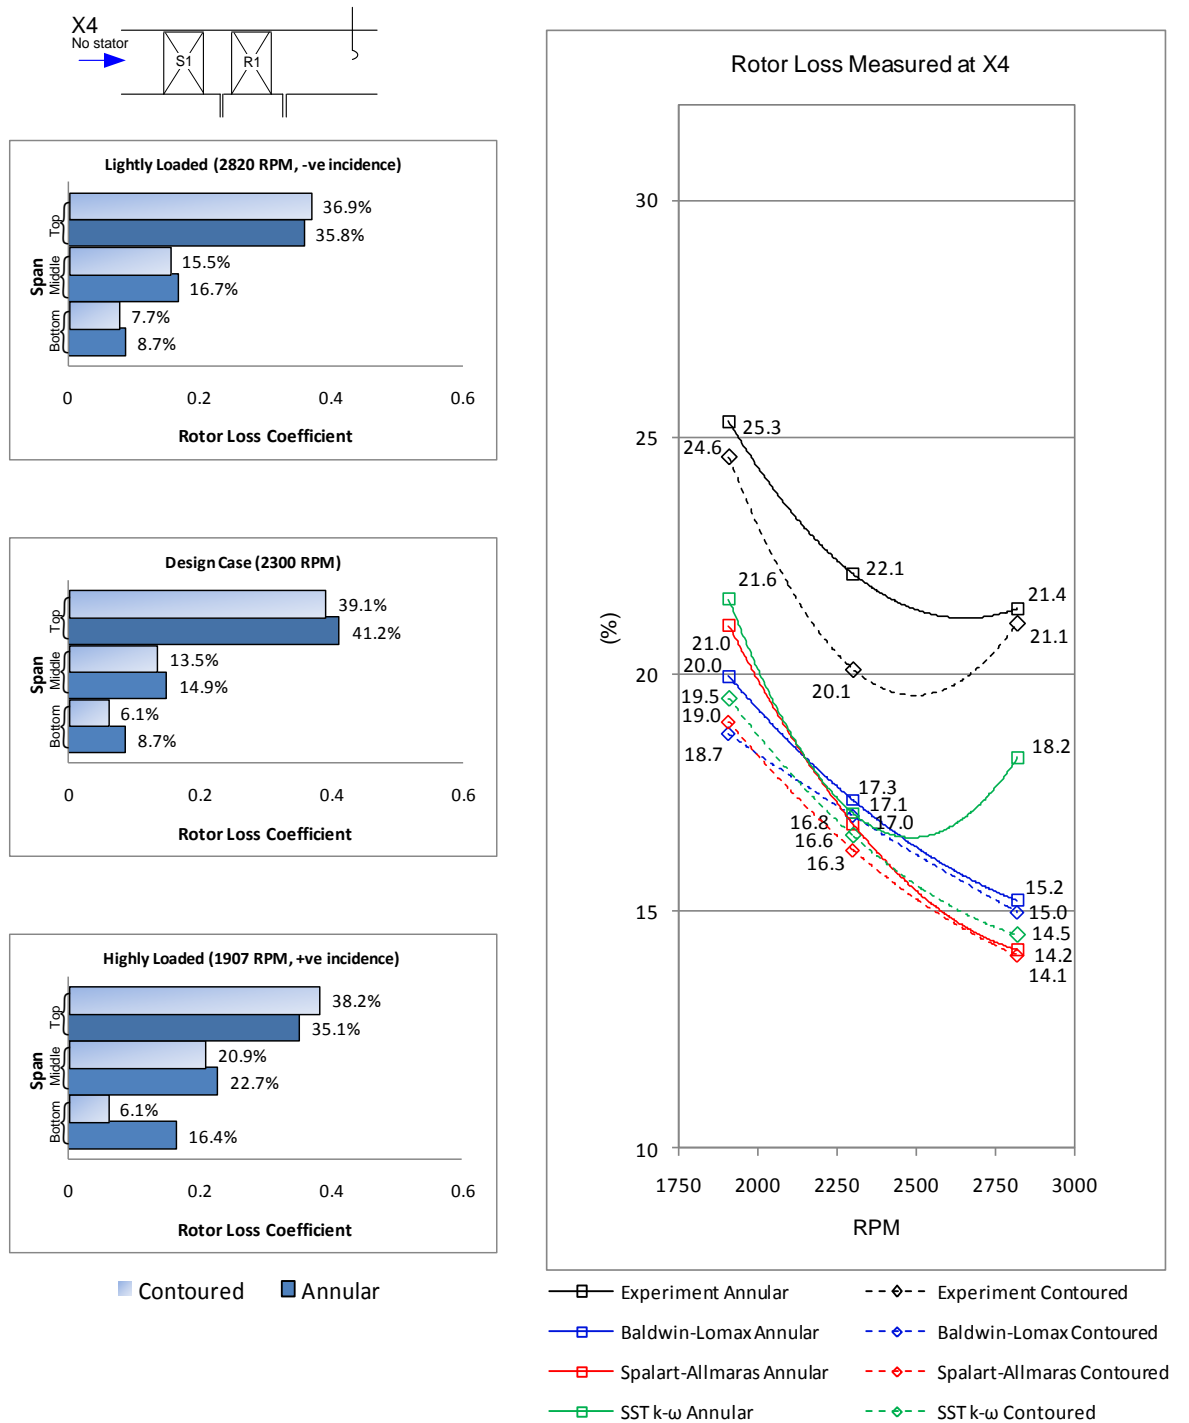 X4
No stator
S1
R1
Lightly Loaded (2820 RPM, -ve incidence)
Span
Top
Middle
Bottom
36.9%
35.8%
15.5%
16.7%
7.7%
8.7%
0 0.2 0.4 0.6
Rotor Loss Coefficient
Design Case (2300 RPM)
Span
Top
Middle
Bottom
39.1%
41.2%
13.5%
14.9%
6.1%
8.7%
0 0.2 0.4 0.6
Rotor Loss Coefficient
Highly Loaded (1907 RPM, +ve incidence)
Span
Top
Middle
Bottom
38.2%
35.1%
20.9%
22.7%
6.1%
16.4%
0 0.2 0.4 0.6
Rotor Loss Coefficient
Contoured Annular
Rotor Loss Measured at X4
(%)
30
25
20
15
10
25.3
24.6
22.1
21.6
21.4
21.1
21.0
20.1
20.0
19.5
19.0
18.7
18.2
17.3
17.1
17.0
16.8
16.6
16.3
15.2
15.0
14.5
14.2
14.1
1750 2000 2250 2500 2750 3000
RPM
Experiment Annular Experiment Contoured
Baldwin-Lomax Annular Baldwin-Lomax Contoured
Spalart-Allmaras Annular Spalart-Allmaras Contoured
SST k-ω Annular SST k-ω Contoured